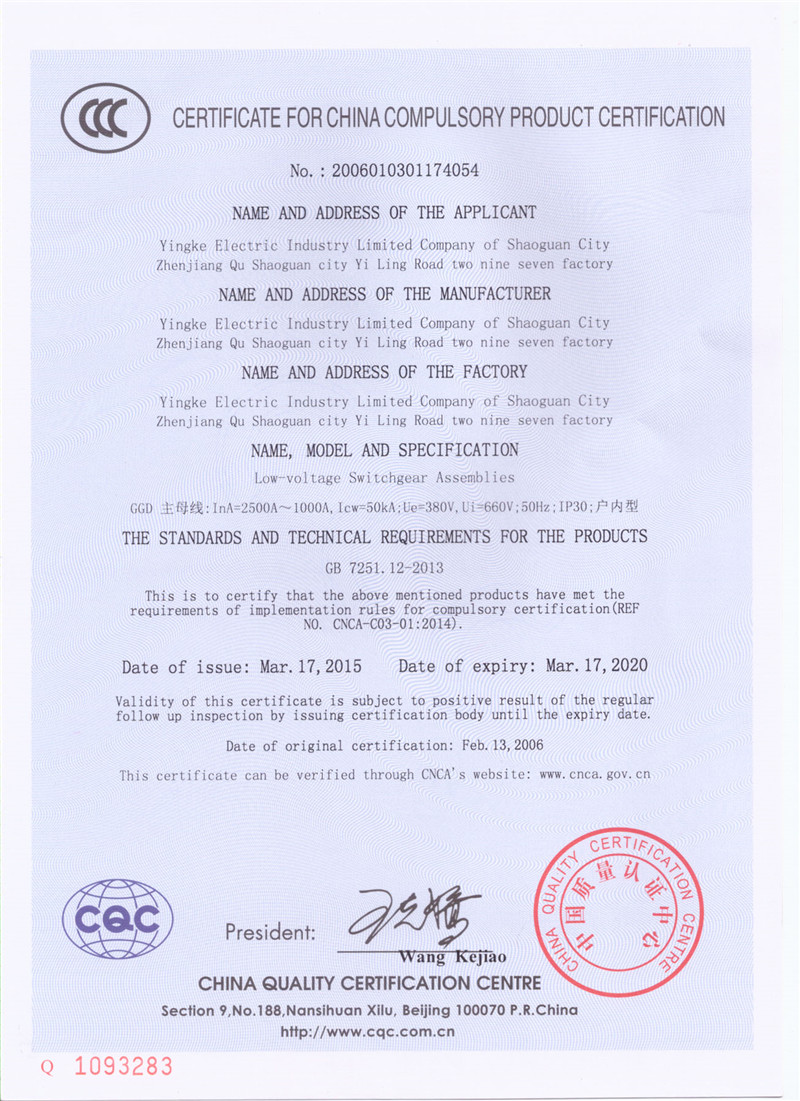 CCC
CERTIFICATE FOR CHINA COMPULSORY PRODUCT CERTIFICATION
No. : 2006010301174054
NAME AND ADDRESS OF THE APPLICANT
Yingke Electric Industry Limited Company of Shaoguan City
Zhenjiang Qu Shaoguan city Yi Ling Road two nine seven factory
NAME AND ADDRESS OF THE MANUFACTURER
Yingke Electric Industry Limited Company of Shaoguan City
Zhenjiang Qu Shaoguan city Yi Ling Road two nine seven factory
NAME AND ADDRESS OF THE FACTORY
Yingke Electric Industry Limited Company of Shaoguan City
Zhenjiang Qu Shaoguan city Yi Ling Road two nine seven factory
NAME, MODEL AND SPECIFICATION
Low-voltage Switchgear Assemblies
GGD 主母线:InA=2500A～1000A, Icw=50kA;Ue=380V, Ui=660V;50Hz;IP30;户内型
THE STANDARDS AND TECHNICAL REQUIREMENTS FOR THE PRODUCTS
GB 7251.12-2013
This is to certify that the above mentioned products have met the
requirements of implementation rules for compulsory certification(REF
NO. CNCA-C03-01:2014).
Date of issue: Mar. 17, 2015 Date of expiry: Mar. 17, 2020
Validity of this certificate is subject to positive result of the regular
follow up inspection by issuing certification body until the expiry date.
Date of original certification: Feb. 13, 2006
This certificate can be verified through CNCA's website: www.cnca.gov.cn
CHINA QUALITY CERTIFICATION CENTRE
中国质量认证中心
CQC
President:
Wang Kejiao
CHINA QUALITY CERTIFICATION CENTRE
Section 9,No.188,Nansihuan Xilu, Beijing 100070 P.R.China
http://www.cqc.com.cn
Q 1093283